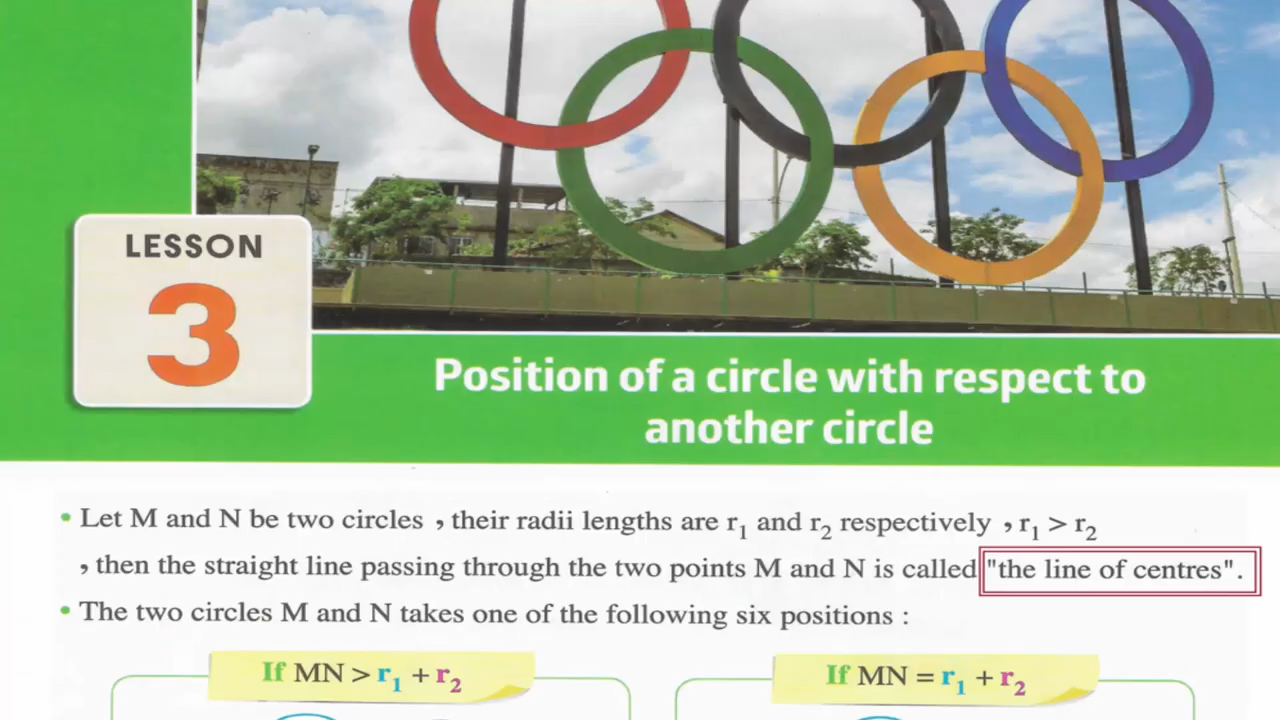 LESSON
3
Position of a circle with respect to
another circle
• Let M and N be two circles , their radii lengths are r₁ and r₂ respectively , r₁ > r₂
, then the straight line passing through the two points M and N is called "the line of centres".
• The two circles M and N takes one of the following six positions :
If MN > r₁ + r₂
If MN = r₁ + r₂